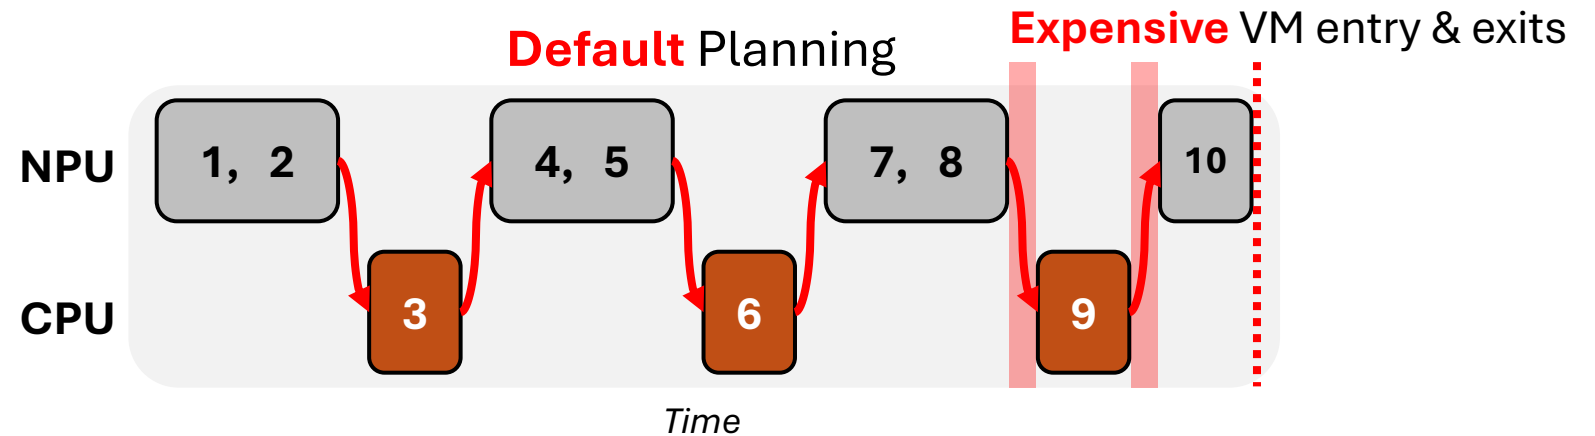 Default Planning
Expensive VM entry & exits
NPU
1, 2
4, 5
7, 8
10
CPU
3
6
9
Time